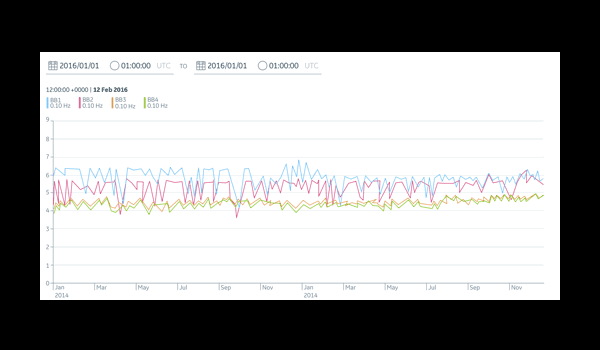 2016/01/01 01:00:00 UTC TO 2016/01/01 01:00:00 UTC
12:00:00 +0000 | 12 Feb 2016
BB1 BB2 BB3 BB4
0.10 Hz 0.10 Hz 0.10 Hz 0.10 Hz
9
8
7
6
5
4
3
2
1
0
Jan Mar May Jul Sep Nov Jan Mar May Jul Sep Nov
2014 2014